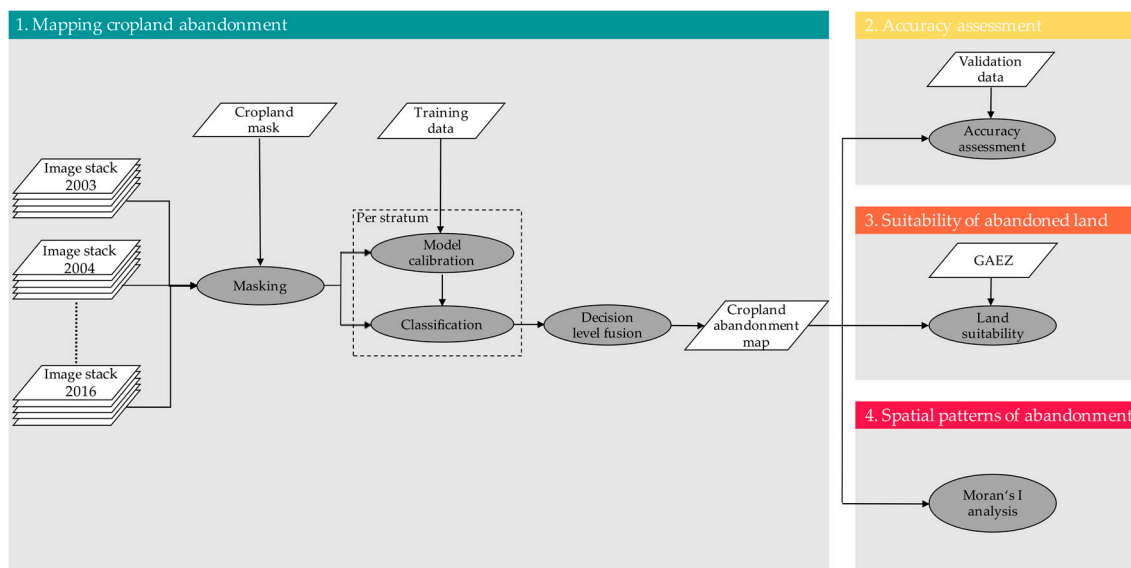 1. Mapping cropland abandonment
Cropland
mask
Training
data
Image stack
2003
Image stack
2004
Image stack
2016
Masking
Per stratum
Model
calibration
Classification
Decision
level fusion
Cropland
abandonment
map
2. Accuracy assessment
Validation
data
Accuracy
assessment
3. Suitability of abandoned land
GAEZ
Land
suitability
4. Spatial patterns of abandonment
Moran's I
analysis